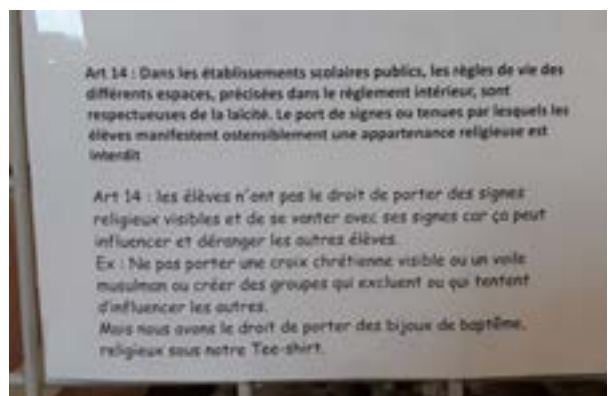 Art 14 : Dans les établissements scolaires publics, les règles de vie des
différents espaces, précisées dans le règlement intérieur, sont
respectueuses de la laïcité. Le port de signes ou tenues par lesquels les
élèves manifestent ostensiblement une appartenance religieuse est
interdit
Art 14 : les élèves n'ont pas le droit de porter des signes
religieux visibles et de se vanter avec ses signes car ça peut
influencer et déranger les autres élèves.
Ex : Ne pas porter une croix chrétienne visible ou un voile
musulman ou créer des groupes qui excluent ou qui tentent
d'influencer les autres.
Mais nous avons le droit de porter des bijoux de baptême,
religieux sous notre Tee-shirt.